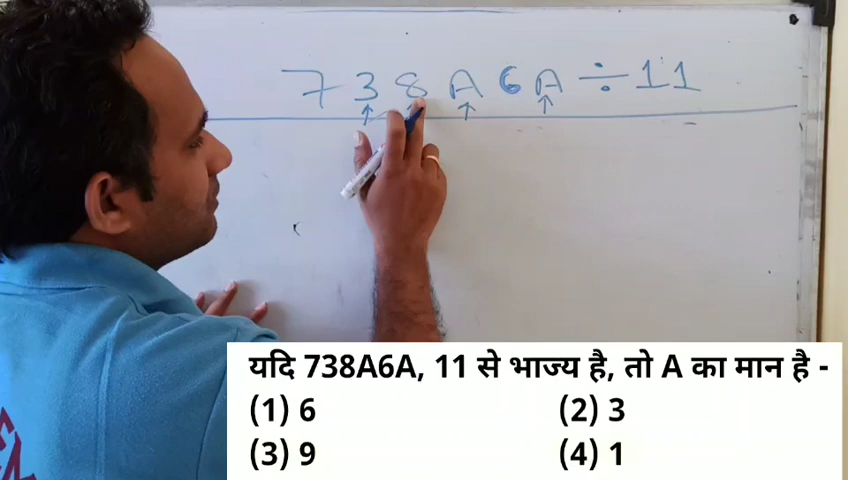 738A6A ÷ 11
यदि 738A6A, 11 से भाज्य है, तो A का मान है -
(1) 6 (2) 3
(3) 9 (4) 1